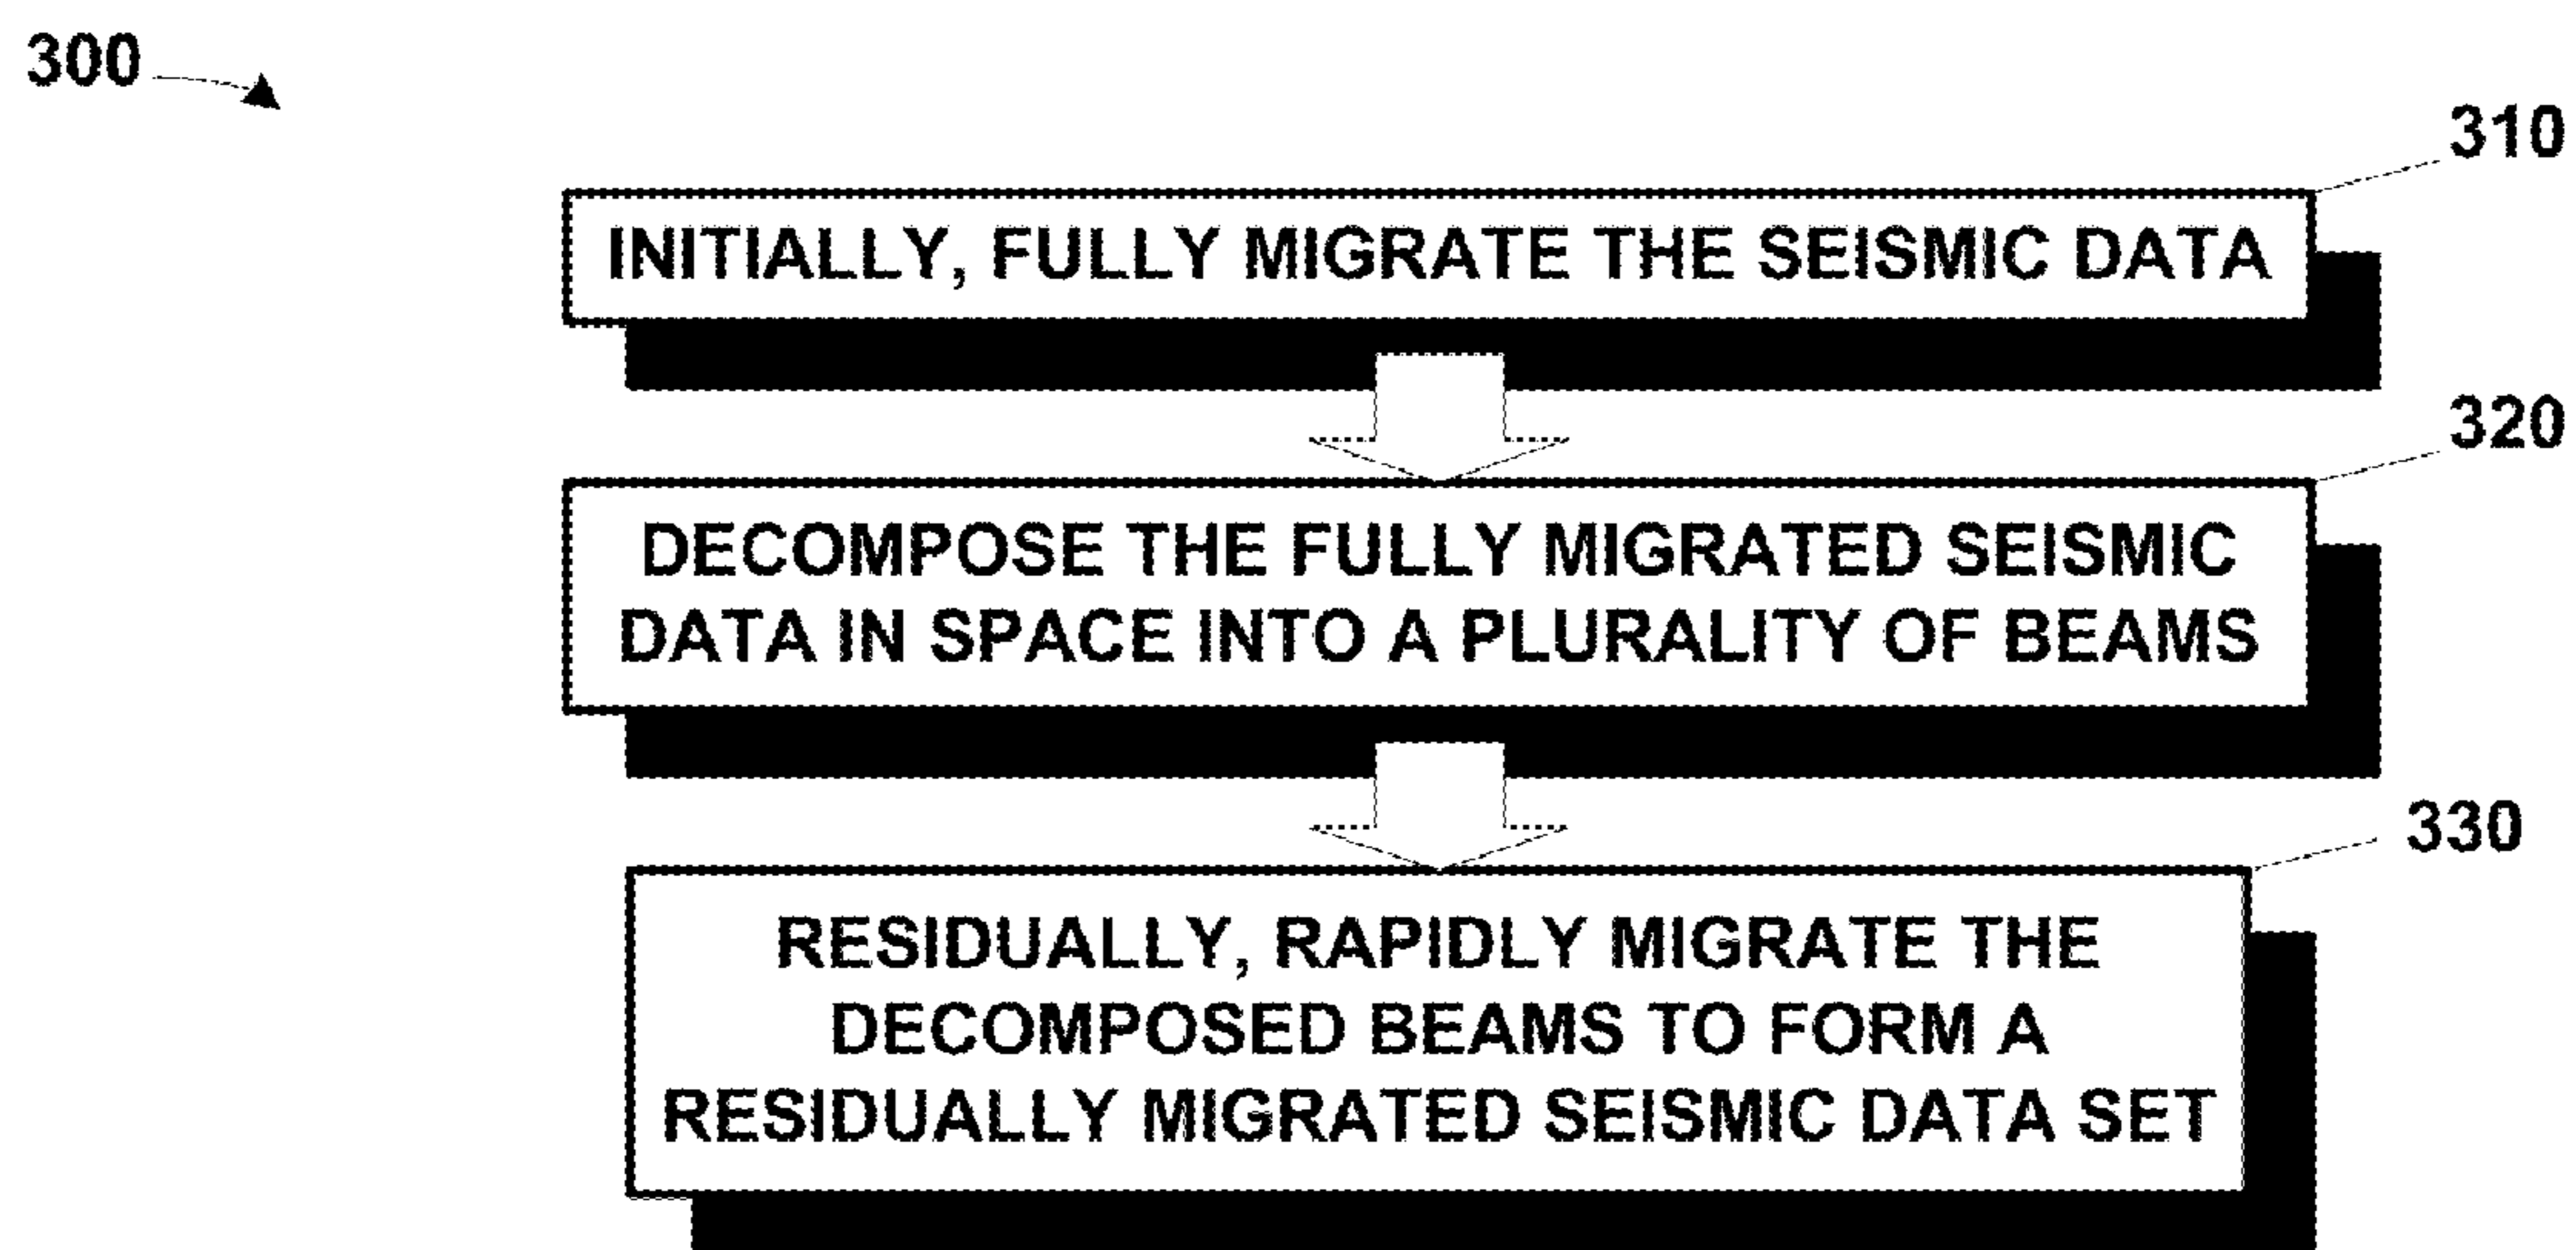 300
310
INITIALLY, FULLY MIGRATE THE SEISMIC DATA
320
DECOMPOSE THE FULLY MIGRATED SEISMIC
DATA IN SPACE INTO A PLURALITY OF BEAMS
330
RESIDUALLY, RAPIDLY MIGRATE THE
DECOMPOSED BEAMS TO FORM A
RESIDUALLY MIGRATED SEISMIC DATA SET